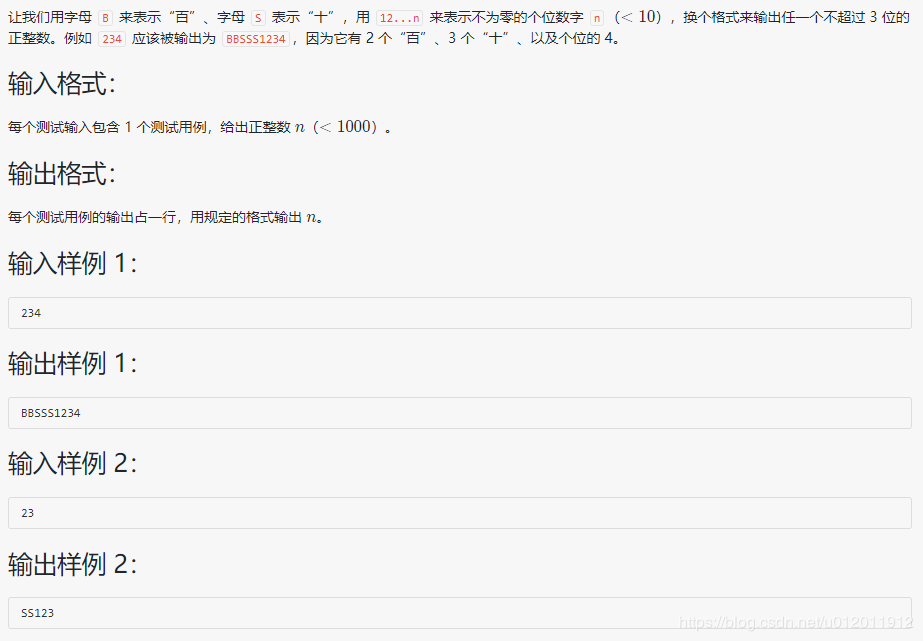 让我们用字母 B 来表示“百”、字母 S 表示“十”，用 12...n 来表示不为零的个位数字 n（< 10），换个格式来输出任一个不超过 3 位的
正整数。例如 234 应该被输出为 BBSSS1234，因为它有 2 个“百”、3 个“十”、以及个位的 4。
输入格式：
每个测试输入包含 1 个测试用例，给出正整数 n（< 1000）。
输出格式：
每个测试用例的输出占一行，用规定的格式输出 n。
输入样例 1：
234
输出样例 1：
BBSSS1234
输入样例 2：
23
输出样例 2：
SS123
https://blog.csdn.net/u012011912